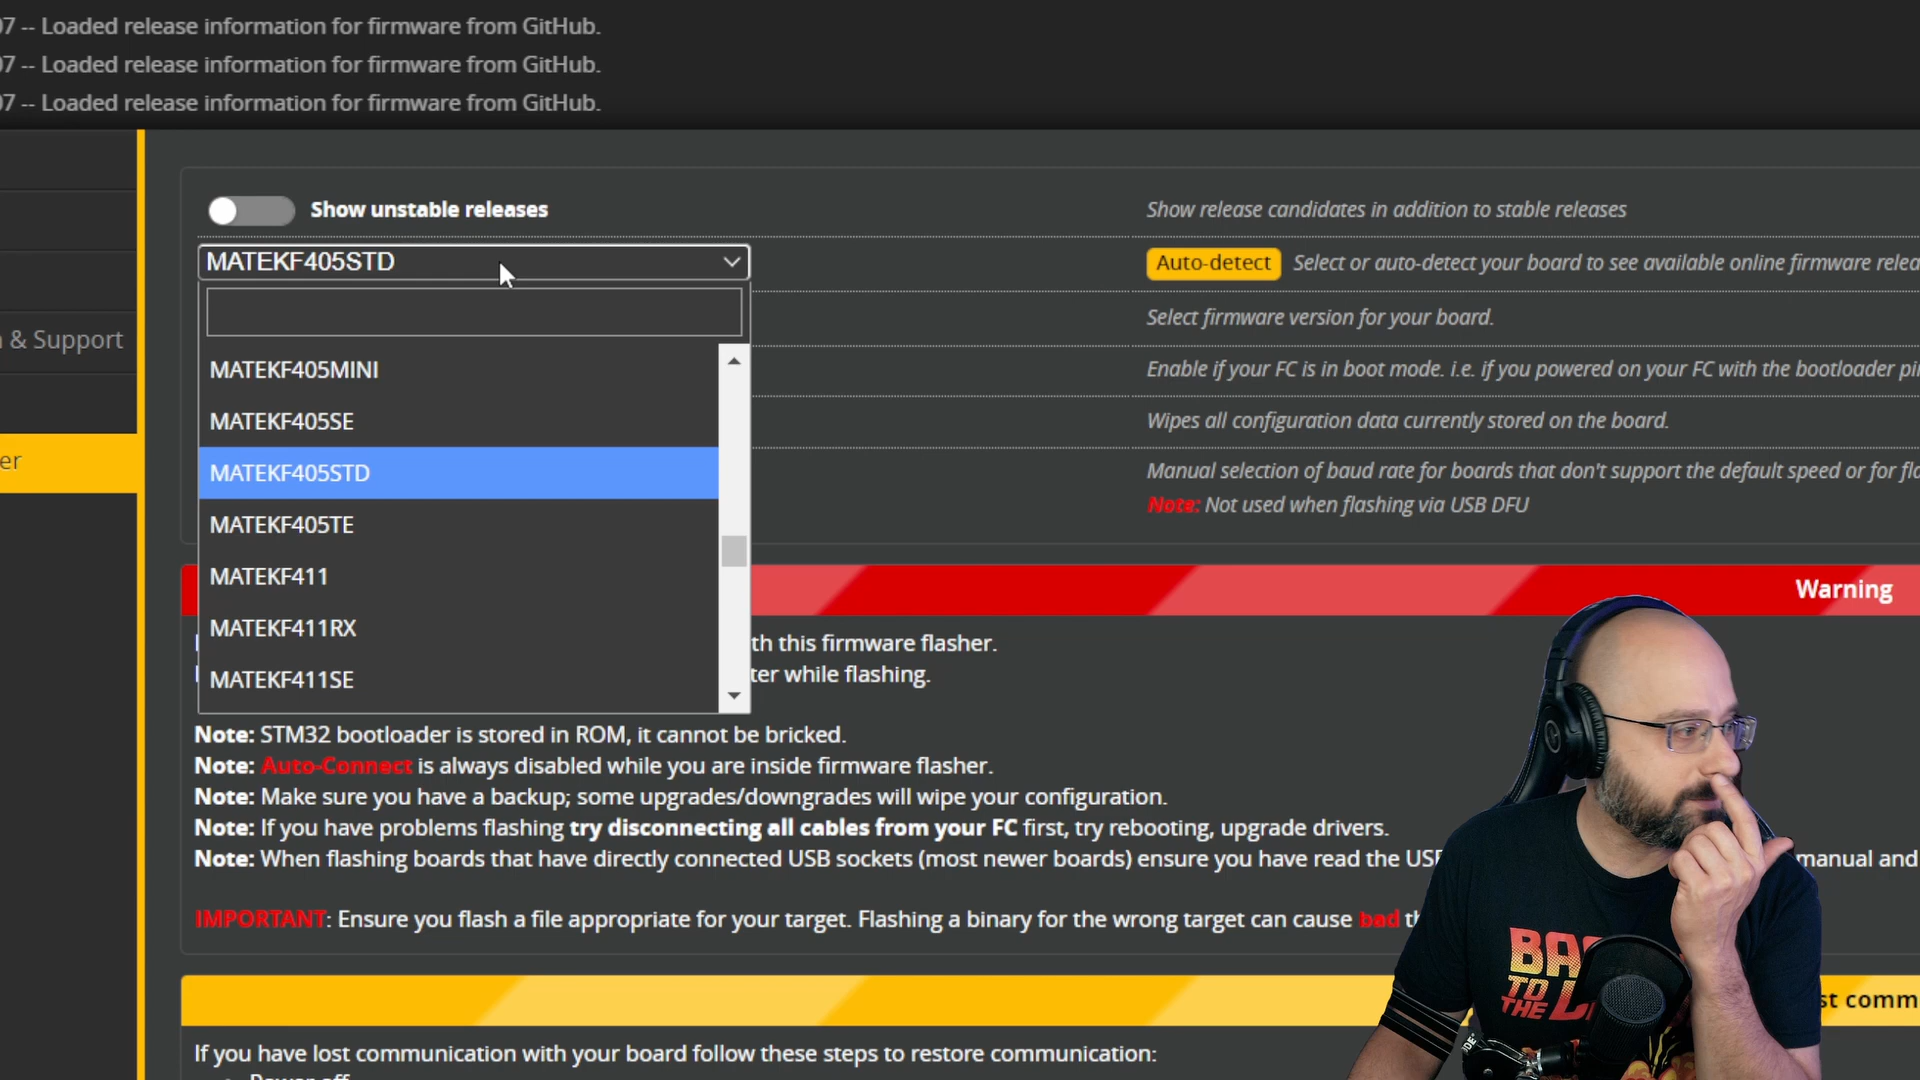 07 -- Loaded release information for firmware from GitHub.
07 -- Loaded release information for firmware from GitHub.
07 -- Loaded release information for firmware from GitHub.
Show unstable releases
Show release candidates in addition to stable releases
MATEKF405STD
Auto-detect Select or auto-detect your board to see available online firmware relea
Select firmware version for your board.
MATEKF405MINI
Enable if your FC is in boot mode. i.e. if you powered on your FC with the bootloader pi
& Support
MATEKF405SE
Wipes all configuration data currently stored on the board.
er
MATEKF405STD
Manual selection of baud rate for boards that don't support the default speed or for fl
Note: Not used when flashing via USB DFU
MATEKF405TE
MATEKF411
MATEKF411RX
MATEKF411SE
Warning
th this firmware flasher.
ter while flashing.
Note: STM32 bootloader is stored in ROM, it cannot be bricked.
Note: Auto-Connect is always disabled while you are inside firmware flasher.
Note: Make sure you have a backup; some upgrades/downgrades will wipe your configuration.
Note: If you have problems flashing try disconnecting all cables from your FC first, try rebooting, upgrade drivers.
Note: When flashing boards that have directly connected USB sockets (most newer boards) ensure you have read the US manual and
IMPORTANT: Ensure you flash a file appropriate for your target. Flashing a binary for the wrong target can cause bad t
st comm
If you have lost communication with your board follow these steps to restore communication:
Power off
BA
TO
THE L